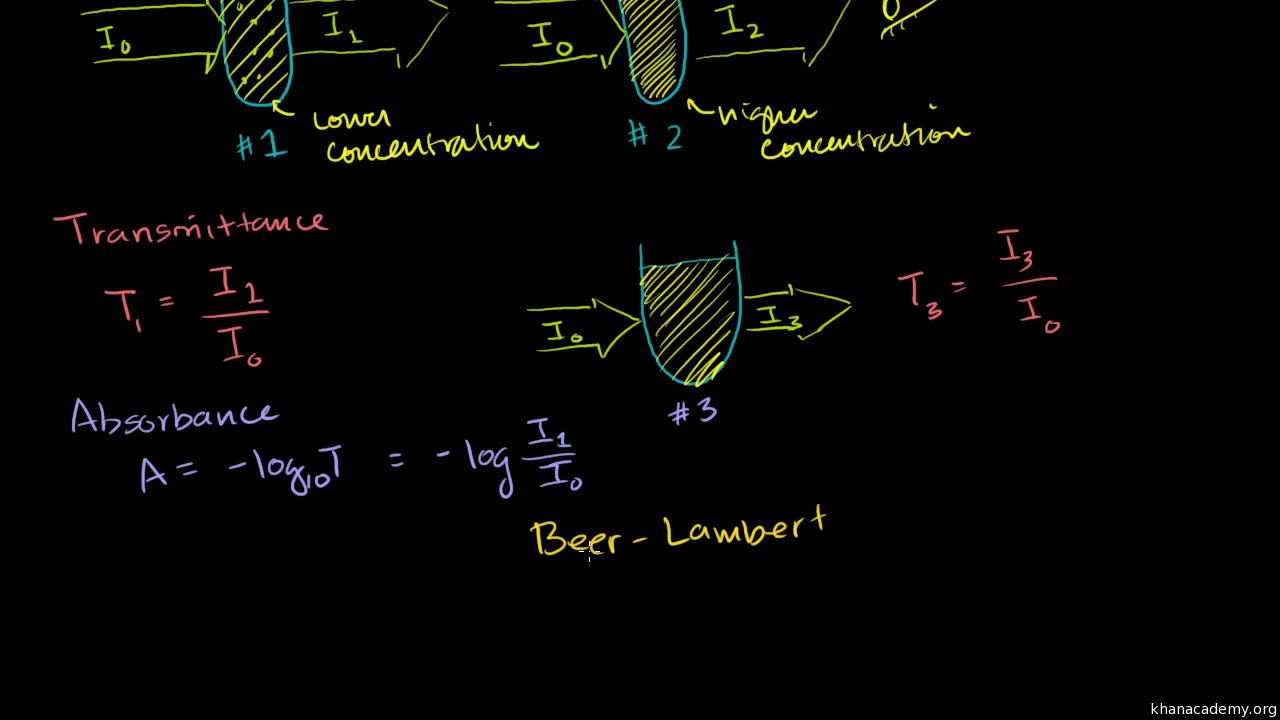 I₀ I₁ I₀ I₂
lower
concentration
#1
higher
concentration
#2
Transmittance
T₁ = I₁/I₀
I₀ I₃
#3
T₃ = I₃/I₀
Absorbance
A = -log₁₀T = -log I₁/I₀
Beer - Lambert
khanacademy.org